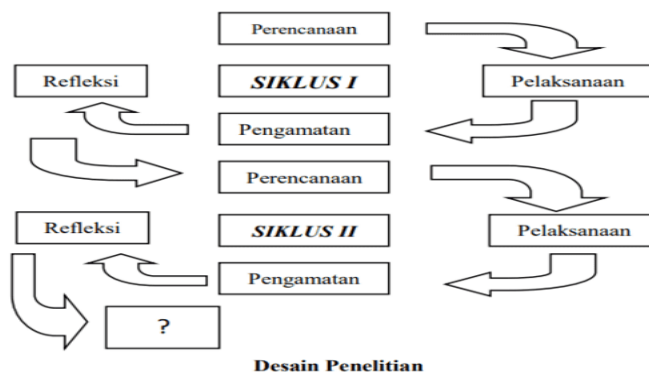 Perencanaan
Refleksi
SIKLUS I
Pelaksanaan
Pengamatan
Perencanaan
Refleksi
SIKLUS II
Pelaksanaan
Pengamatan
?
Desain Penelitian